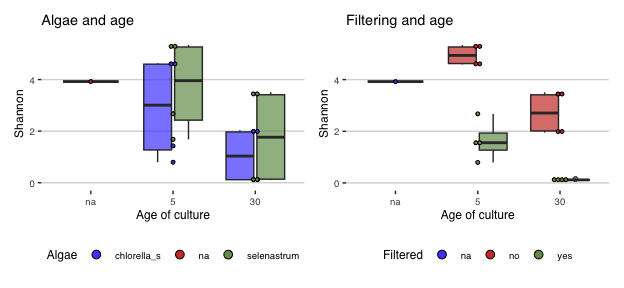 Algae and age
Shannon
4
2
0
na
5
30
Age of culture
Algae
chlorella_s
na
selenastrum
Filtering and age
Shannon
4
2
0
na
5
30
Age of culture
Filtered
na
no
yes